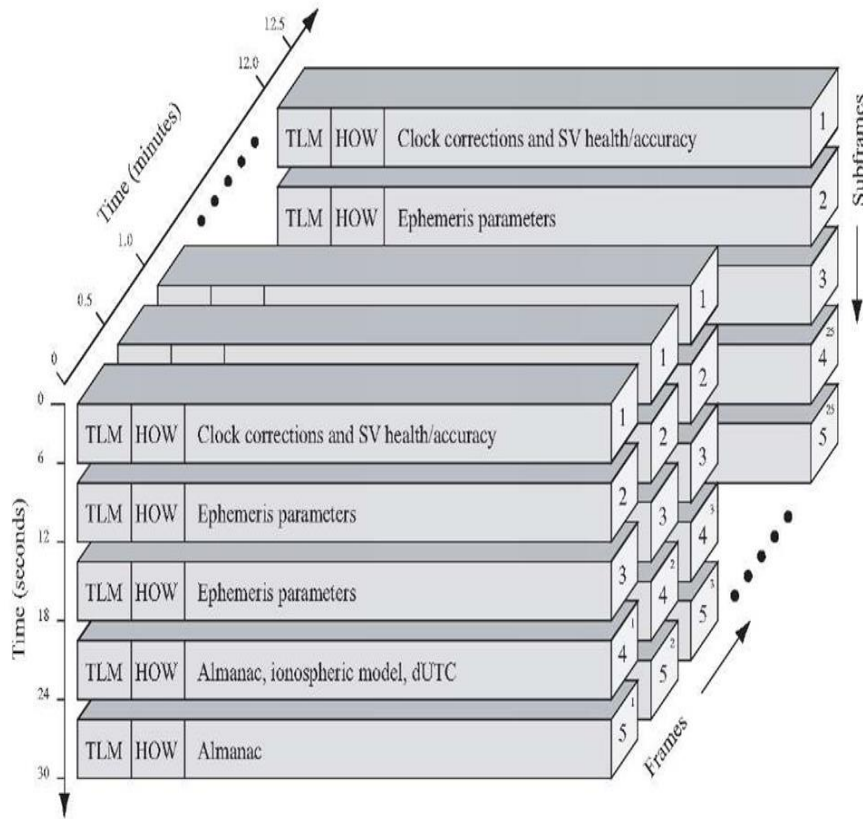 12.5
12.0
Time (minutes)
1.0
0.5
0
Subframes
TLM HOW Clock corrections and SV health/accuracy 1
TLM HOW Ephemeris parameters 2
3
4 25
5 25
1
2
3
4 3
5 3
1
2
3
4 2
5 2
Time (seconds)
0
6
12
18
24
30
TLM HOW Clock corrections and SV health/accuracy 1
TLM HOW Ephemeris parameters 2
TLM HOW Ephemeris parameters 3
TLM HOW Almanac, ionospheric model, dUTC 4 1
TLM HOW Almanac 5 1
Frames